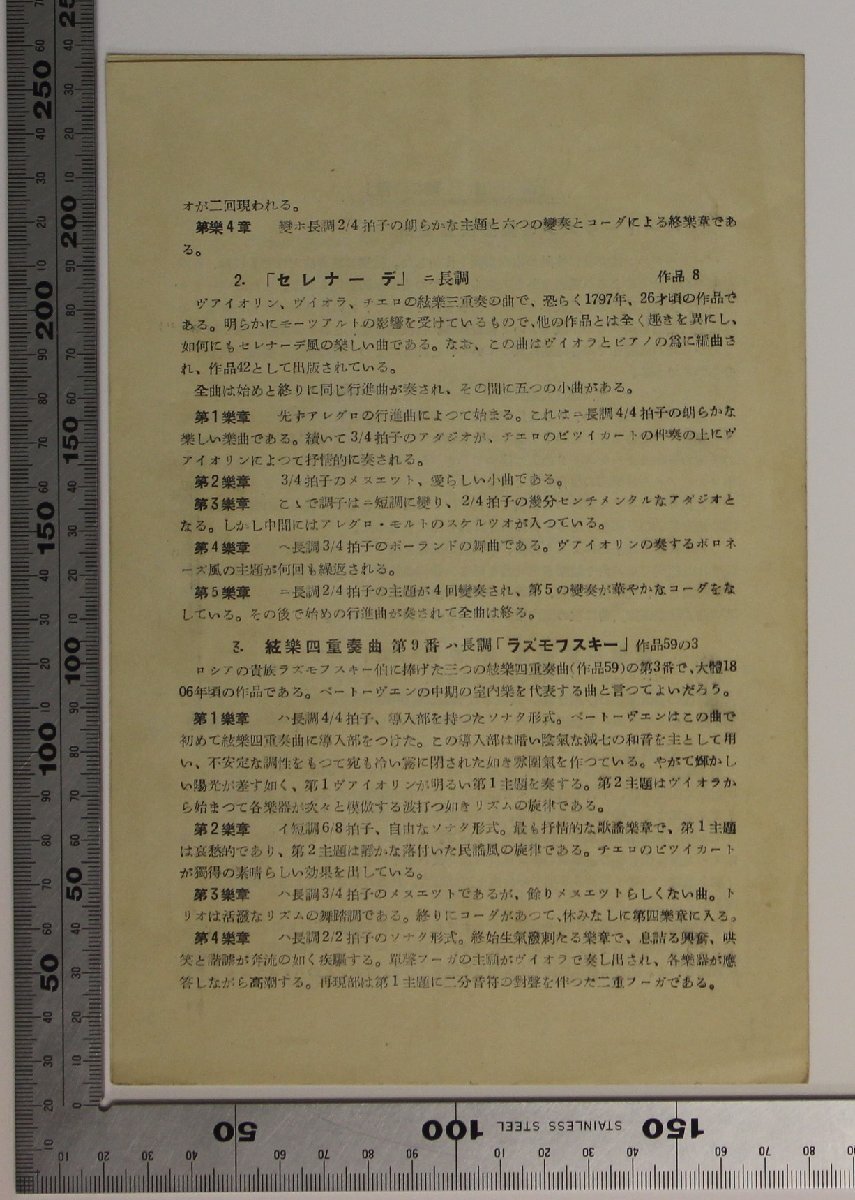 オが二回現われる。
第樂4章　變ホ長調2/4拍子の朗らかな主題と六つの變奏とコーダによる終樂章であ
る。
2. 「セレナーデ」ニ長調　作品8
ヴアイオリン、ヴイオラ、チエロの絃樂三重奏の曲で、恐らく1797年、26才頃の作品で
ある。明らかにモーツアルトの影響を受けているもので、他の作品とは全く趣きを異にし、
如何にもセレナーデ風の樂しい曲である。なお、この曲はヴイオラとピアノの爲に編曲さ
れ、作品42として出版されている。
全曲は始めと終りに同じ行進曲が奏され、その間に五つの小曲がある。
第1樂章　先ずアレグロの行進曲によつて始まる。これはニ長調4/4拍子の朗らかな
樂しい樂曲である。續いて3/4拍子のアダジオが、チエロのピツイカートの伴奏の上にヴ
アイオリンによつて抒情的に奏される。
第2樂章　3/4拍子のメヌエツト、愛らしい小曲である。
第3樂章　こゝで調子はニ短調に變り、2/4拍子の幾分センチメンタルなアダジオと
なる。しかし中間にはアレグロ・モルトのスケルツオが入つている。
第4樂章　ヘ長調3/4拍子のポーランドの舞曲である。ヴアイオリンの奏するポロネ
ーズ風の主題が何回も繰返される。
第5樂章　ニ長調2/4拍子の主題が4回變奏され、第5の變奏が華やかなコーダをな
している。その後で始めの行進曲が奏されて全曲は終る。
3. 絃樂四重奏曲 第9番 ハ長調「ラズモフスキー」作品59の3
ロシアの貴族ラズモフスキー伯に捧げた三つの絃樂四重奏曲(作品59)の第3番で、大體18
06年頃の作品である。ベートーヴエンの中期の室内樂を代表する曲と言つてよいだろう。
第1樂章　ハ長調4/4拍子、導入部を持つたソナタ形式。ベートーヴエンはこの曲で
初めて絃樂四重奏曲に導入部をつけた。この導入部は暗い陰氣な減七の和音を主として用
い、不安定な調性をもつて宛も冷い霧に閉された如き雰圍氣を作つている。やがて輝かし
い陽光が差す如く、第1ヴアイオリンが明るい第1主題を奏する。第2主題はヴイオラか
ら始まつて各樂器が次々と模倣する波打つ如きリズムの旋律である。
第2樂章　イ短調6/8拍子、自由なソナタ形式。最も抒情的な歌謠樂章で、第1主題
は哀愁的であり、第2主題は靜かな落付いた民謠風の旋律である。チエロのピツイカート
が獨得の素晴らしい効果を出している。
第3樂章　ハ長調3/4拍子のメヌエツトであるが、餘りメヌエツトらしくない曲。ト
リオは活潑なリズムの舞踏調である。終りにコーダがあつて、休みなしに第四樂章に入る。
第4樂章　ハ長調2/2拍子のソナタ形式。終始生氣潑剌たる樂章で、息詰る興奮、哄
笑と諧謔が奔流の如く疾驅する。單聲フーガの主題がヴイオラで奏し出され、各樂器が應
答しながら高潮する。再現部は第1主題に二分音符の對聲を伴つた二重フーガである。
50
100
150
STAINLESS STEEL